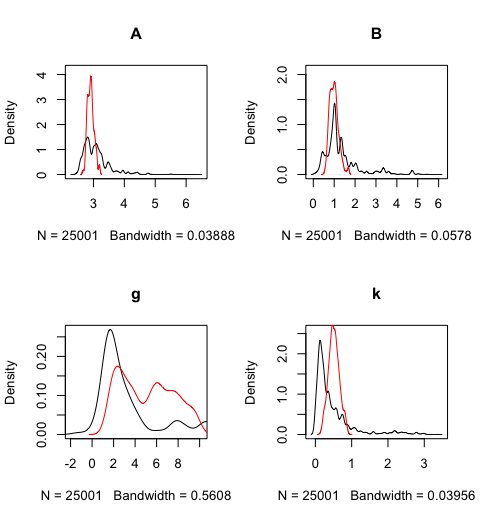 A
Density
0 1 2 3 4
3 4 5 6
N = 25001 Bandwidth = 0.03888
B
Density
0.0 1.0 2.0
0 1 2 3 4 5 6
N = 25001 Bandwidth = 0.0578
g
Density
0.00 0.10 0.20
-2 0 2 4 6 8
N = 25001 Bandwidth = 0.5608
k
Density
0.0 1.0 2.0
0 1 2 3
N = 25001 Bandwidth = 0.03956